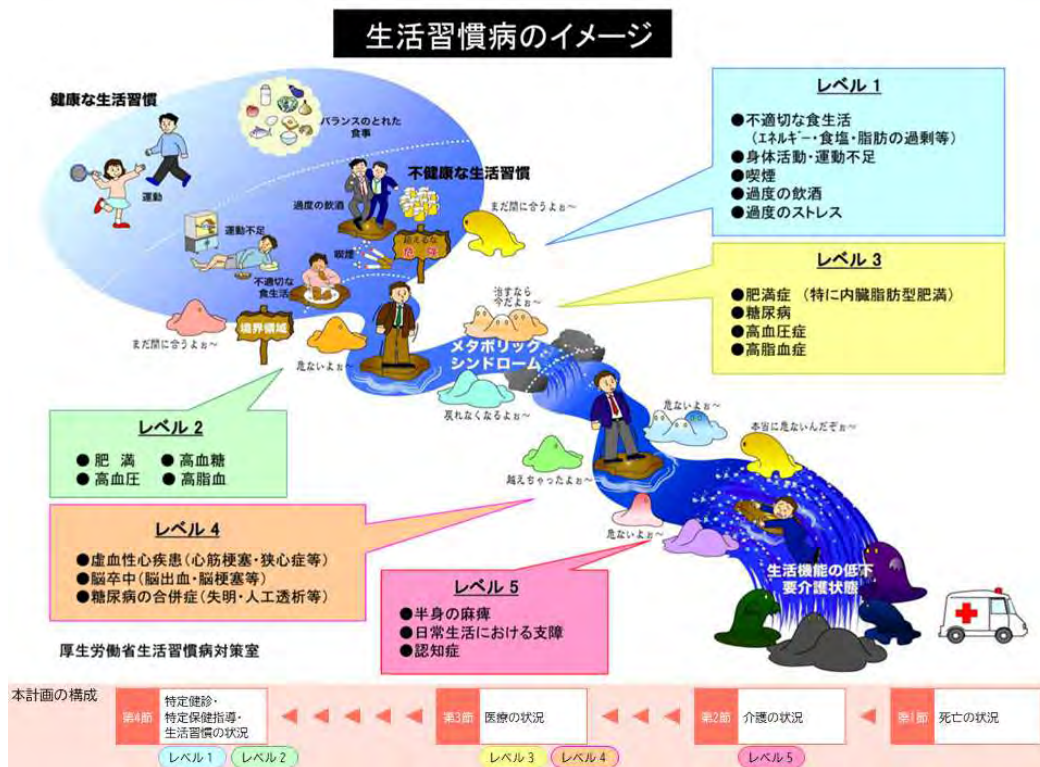 生活習慣病のイメージ
健康な生活習慣
バランスのとれた
食事
運動
不健康な生活習慣
過度の飲酒
まだ間に合うよぉ～
運動不足
喫煙
超えるな
危険
不適切な
食生活
治すなら
今だよぉ～
境界領域
まだ間に合うよぉ～
危ないよぉ～
メタボリック
シンドローム
戻れなくなるよぉ～
危ないよぉ～
本当に危ないんだぞぉ～
越えちゃったよぉ～
危ないよぉ～
生活機能の低下
要介護状態
レベル 1
●不適切な食生活
（エネルギー・食塩・脂肪の過剰等）
●身体活動・運動不足
●喫煙
●過度の飲酒
●過度のストレス
レベル 3
●肥満症 （特に内臓脂肪型肥満）
●糖尿病
●高血圧症
●高脂血症
レベル 2
●肥 満 ●高血糖
●高血圧 ●高脂血
レベル 4
●虚血性心疾患（心筋梗塞・狭心症等）
●脳卒中（脳出血・脳梗塞等）
●糖尿病の合併症（失明・人工透析等）
レベル 5
●半身の麻痺
●日常生活における支障
●認知症
厚生労働省生活習慣病対策室
本計画の構成
第4節 特定健診・
特定保健指導・
生活習慣の状況
第3節 医療の状況
第2節 介護の状況
第1節 死亡の状況
レベル 1 レベル 2 レベル 3 レベル 4 レベル 5